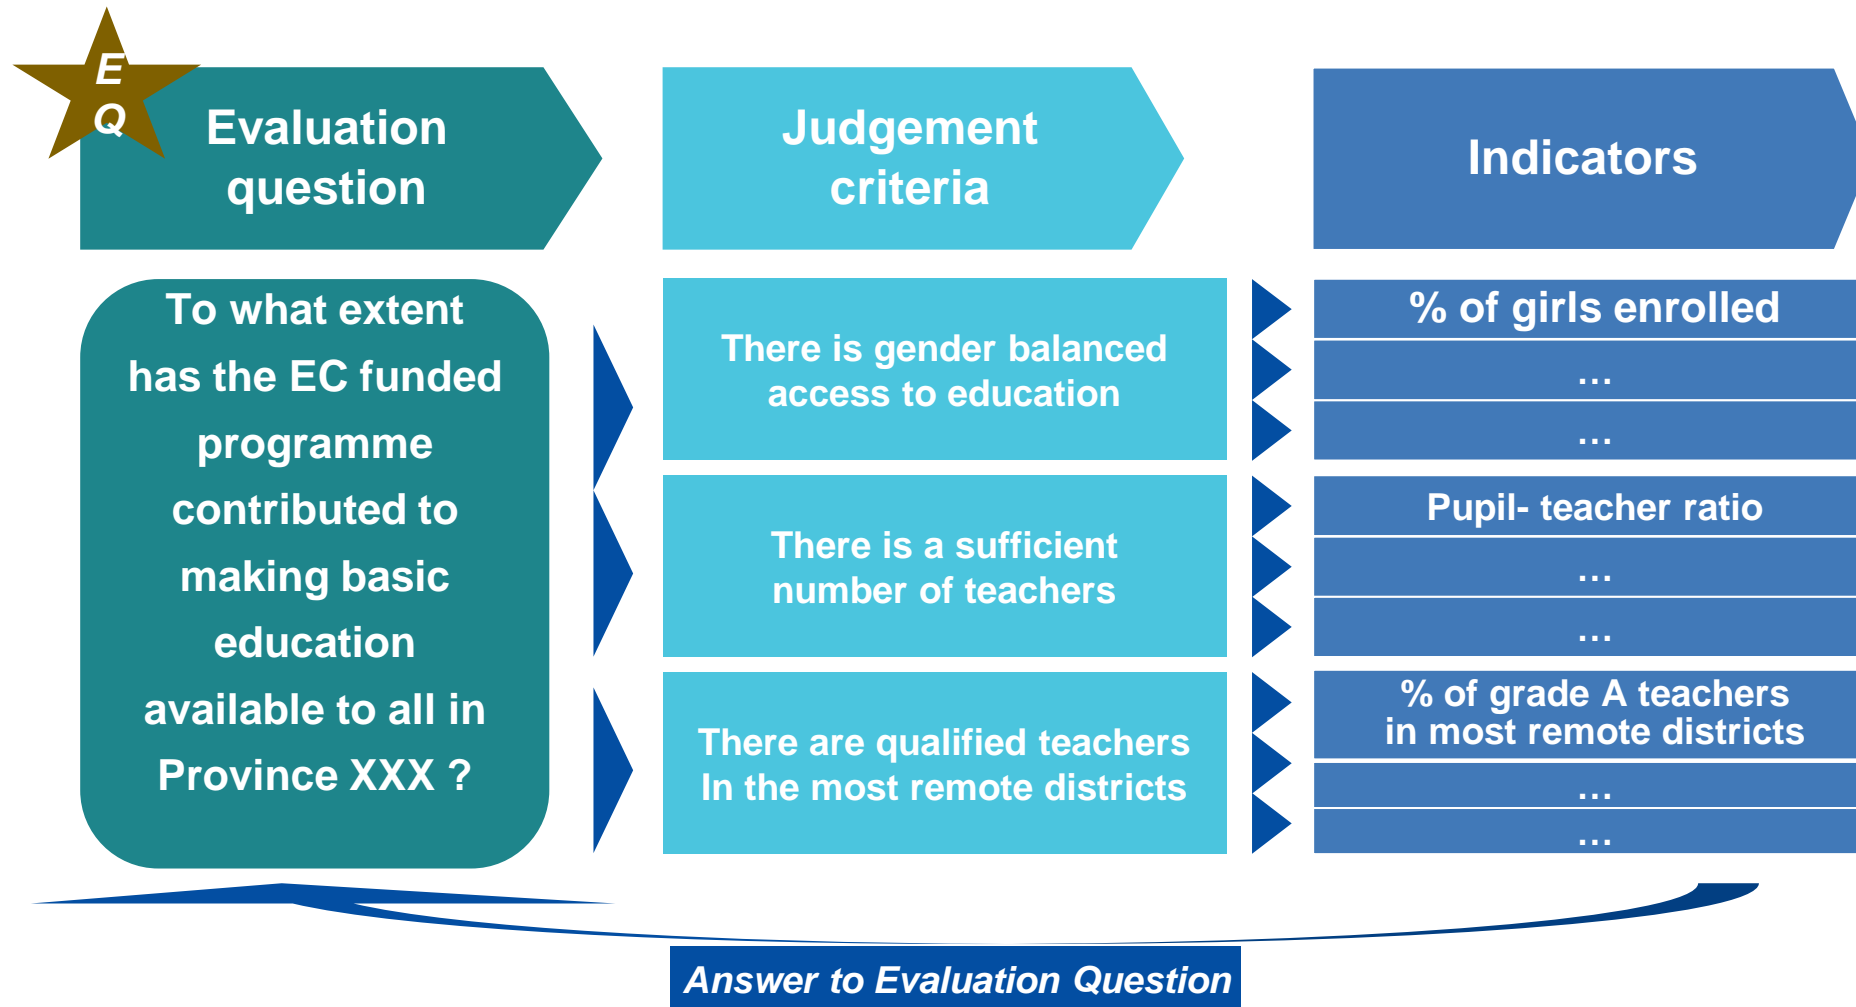 E
Q
Evaluation
question
Judgement
criteria
Indicators
To what extent
has the EC funded
programme
contributed to
making basic
education
available to all in
Province XXX ?
There is gender balanced
access to education
% of girls enrolled
…
…
There is a sufficient
number of teachers
Pupil- teacher ratio
…
…
There are qualified teachers
In the most remote districts
% of grade A teachers
in most remote districts
…
…
Answer to Evaluation Question